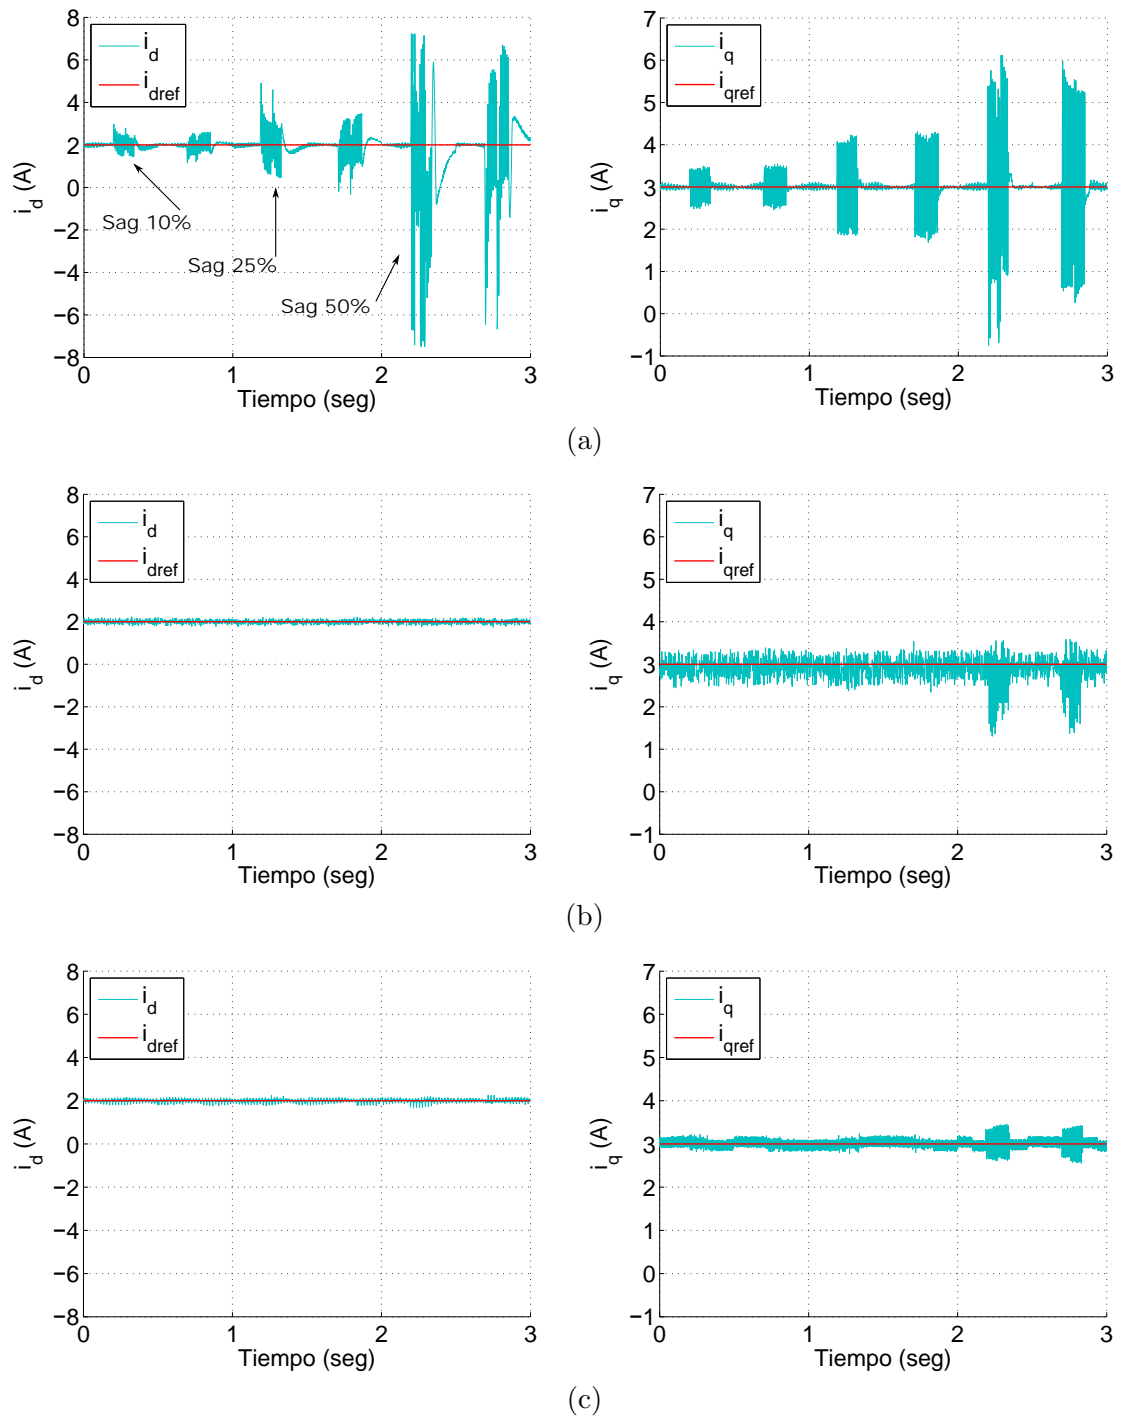 8
6
4
2
0
−2
−4
−6
−8
0
1
2
3
i_d (A)
Tiempo (seg)
i_d
i_dref
Sag 10%
Sag 25%
Sag 50%
7
6
5
4
3
2
1
0
−1
0
1
2
3
i_q (A)
Tiempo (seg)
i_q
i_qref
(a)
8
6
4
2
0
−2
−4
−6
−8
0
1
2
3
i_d (A)
Tiempo (seg)
i_d
i_dref
7
6
5
4
3
2
1
0
−1
0
1
2
3
i_q (A)
Tiempo (seg)
i_q
i_qref
(b)
8
6
4
2
0
−2
−4
−6
−8
0
1
2
3
i_d (A)
Tiempo (seg)
i_d
i_dref
7
6
5
4
3
2
1
0
−1
0
1
2
3
i_q (A)
Tiempo (seg)
i_q
i_qref
(c)